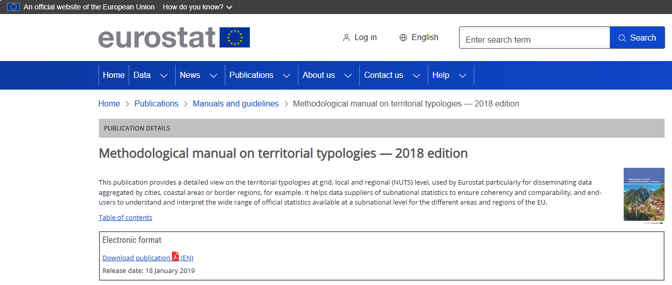 An official website of the European Union How do you know?
eurostat
Log in English Enter search term Search
Home Data News Publications About us Contact us Help
Home > Publications > Manuals and guidelines > Methodological manual on territorial typologies — 2018 edition
PUBLICATION DETAILS
Methodological manual on territorial typologies — 2018 edition
This publication provides a detailed view on the territorial typologies at grid, local and regional (NUTS) level, used by Eurostat particularly for disseminating data
aggregated by cities, coastal areas or border regions, for example. It helps data suppliers of subnational statistics to ensure coherency and comparability, and end-
users to understand and interpret the wide range of official statistics available at a subnational level for the different areas and regions of the EU.
Table of contents
Electronic format
Download publication (EN)
Release date: 18 January 2019